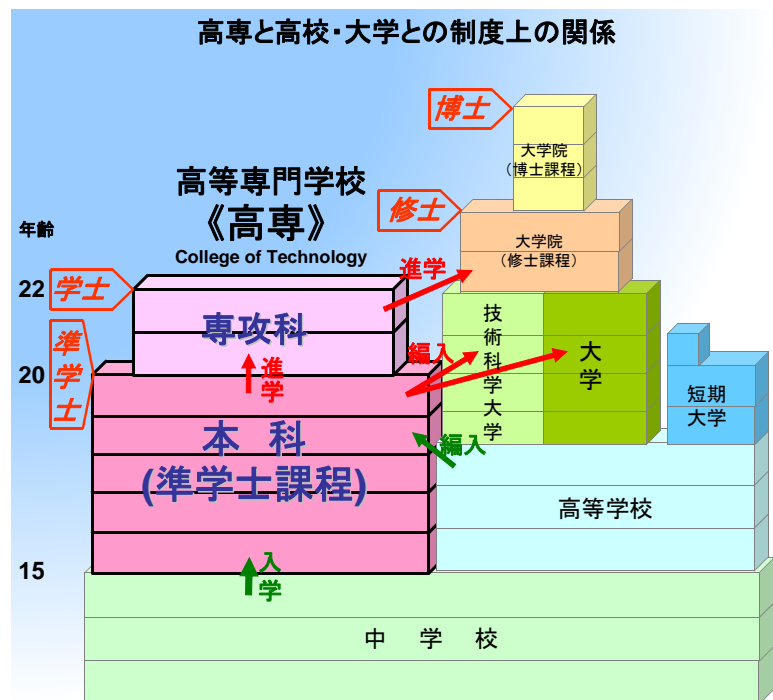 高専と高校・大学との制度上の関係
博士
大学院
（博士課程）
高等専門学校
《高専》
College of Technology
修士
大学院
（修士課程）
年齢
22
学士
進学
専攻科
技術科学大学
大学
編入
準学士
20
進学
短期
大学
本　科
(準学士課程)
編入
高等学校
15
入学
中　学　校